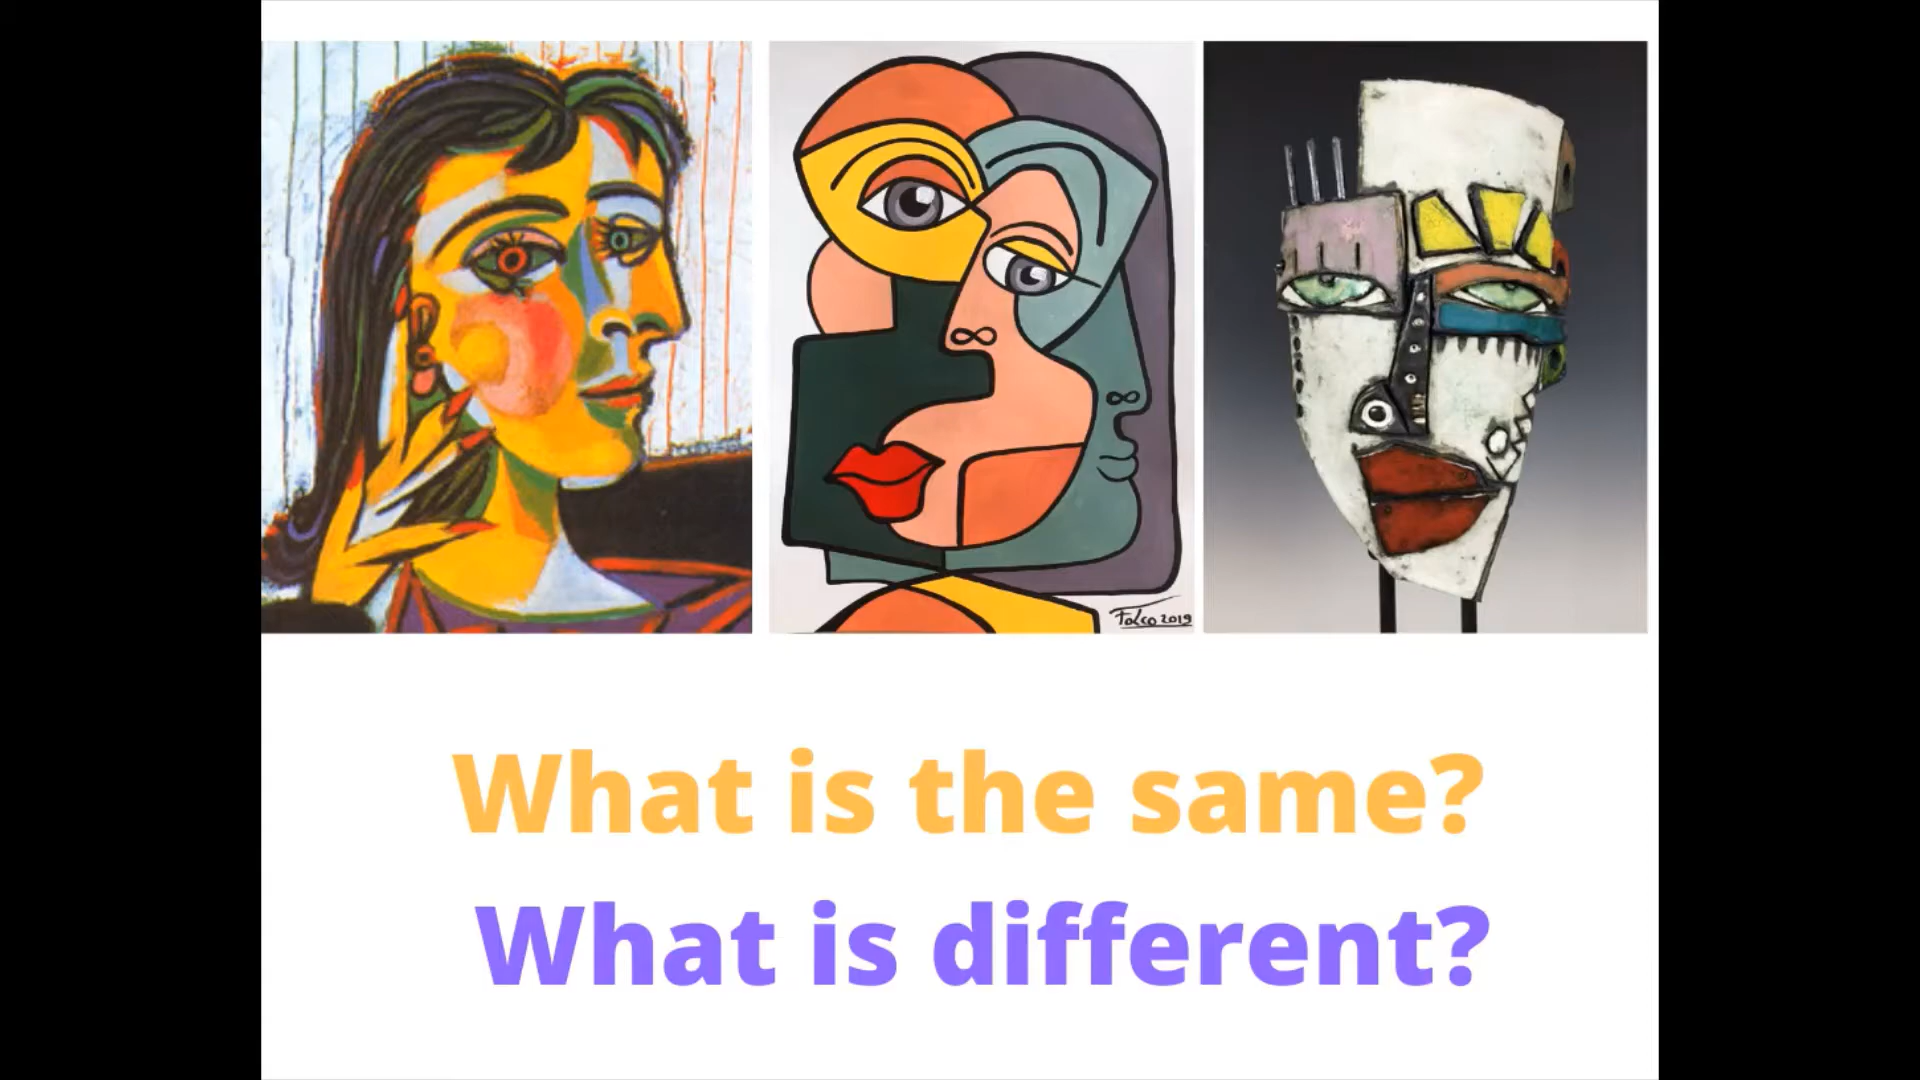 Falco 2019
What is the same?
What is different?